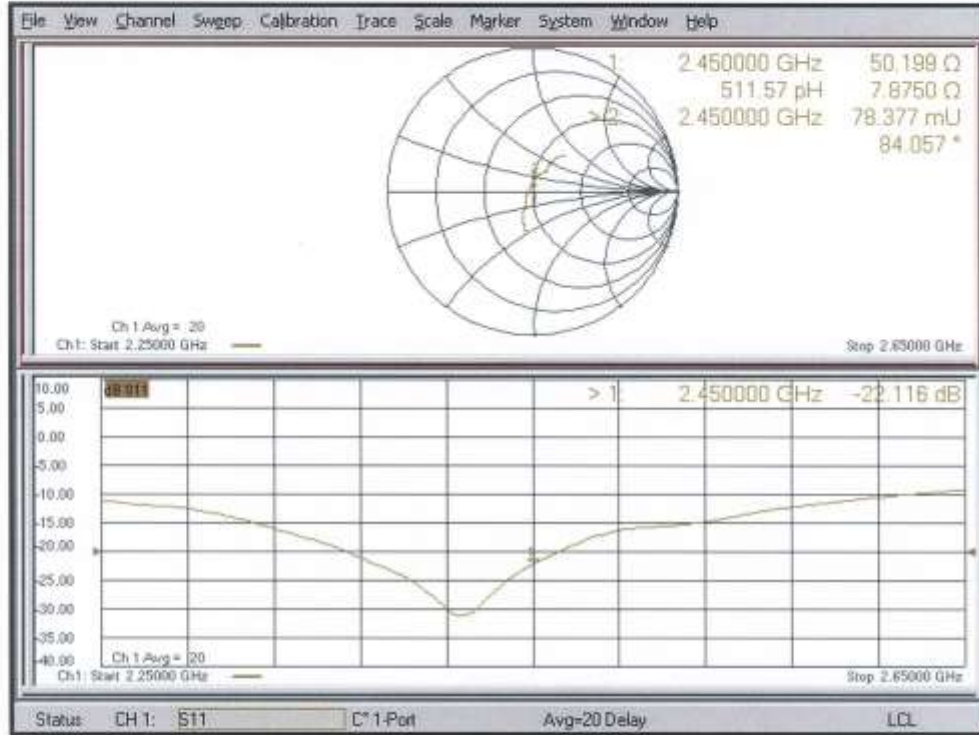 File View Channel Sweep Calibration Trace Scale Marker System Window Help
1: 2.450000 GHz 50.199 Ω
511.57 pH 7.8750 Ω
> 2: 2.450000 GHz 78.377 mU
84.057 °
Ch 1 Avg = 20
Ch1: Start 2.25000 GHz Stop 2.65000 GHz
10.00 dB S11 > 1: 2.450000 GHz -22.116 dB
5.00
0.00
-5.00
-10.00
-15.00
-20.00
-25.00
-30.00
-35.00
-40.00
Ch 1 Avg = 20
Ch1: Start 2.25000 GHz Stop 2.65000 GHz
Status CH 1: S11 C* 1-Port Avg=20 Delay LCL